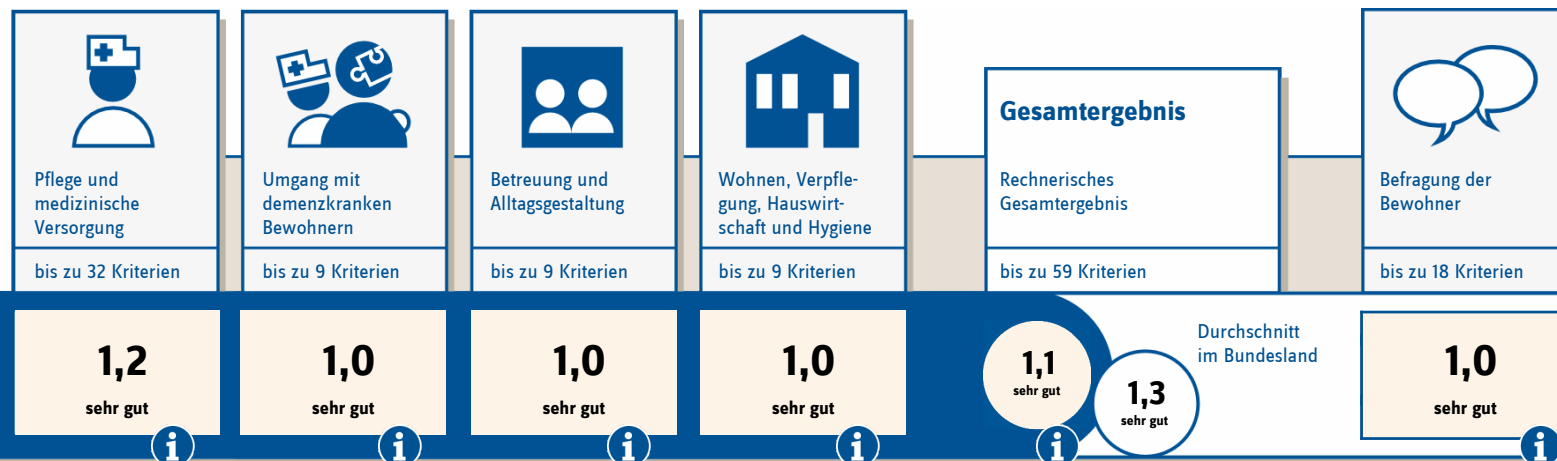 Pflege und
medizinische
Versorgung
bis zu 32 Kriterien
1,2
sehr gut
i
Umgang mit
demenzkranken
Bewohnern
bis zu 9 Kriterien
1,0
sehr gut
i
Betreuung und
Alltagsgestaltung
bis zu 9 Kriterien
1,0
sehr gut
i
Wohnen, Verpfle-
gung, Hauswirt-
schaft und Hygiene
bis zu 9 Kriterien
1,0
sehr gut
i
Gesamtergebnis
Rechnerisches
Gesamtergebnis
bis zu 59 Kriterien
1,1
sehr gut
i
Durchschnitt
im Bundesland
1,3
sehr gut
Befragung der
Bewohner
bis zu 18 Kriterien
1,0
sehr gut
i